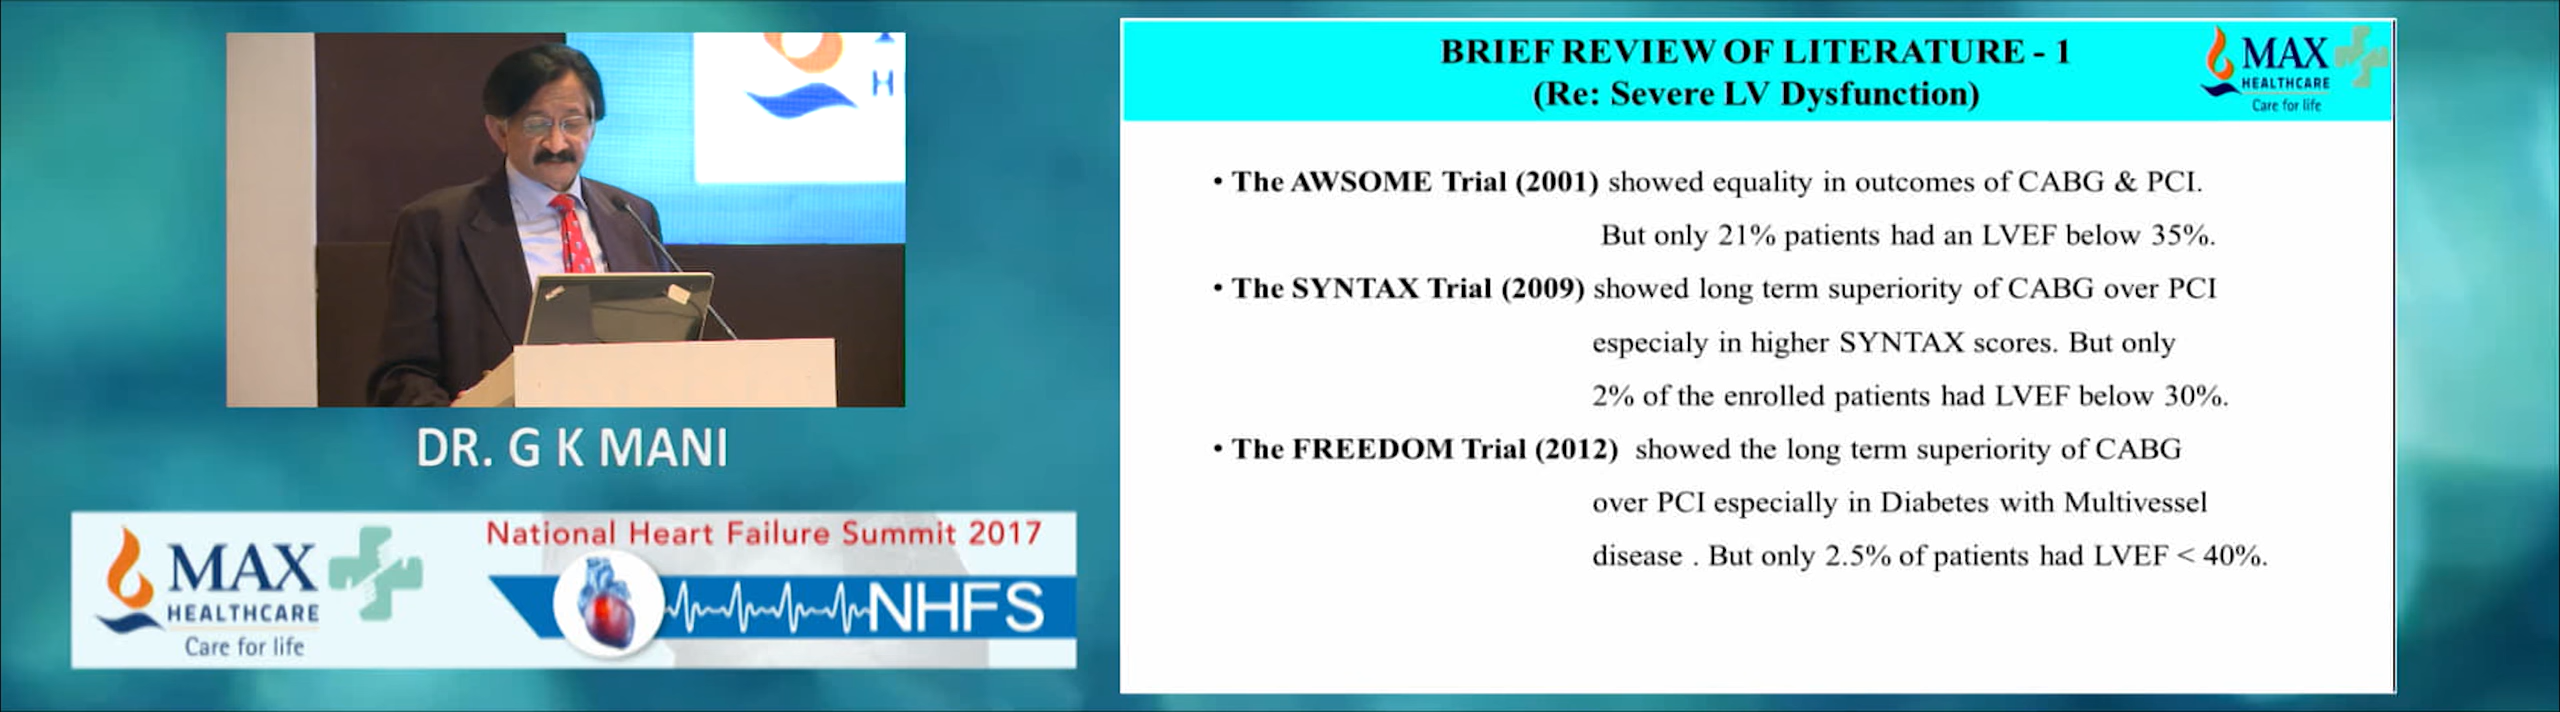 H
DR. G K MANI
MAX
HEALTHCARE
Care for life
National Heart Failure Summit 2017
NHFS
BRIEF REVIEW OF LITERATURE - 1
(Re: Severe LV Dysfunction)
MAX
HEALTHCARE
Care for life
• The AWSOME Trial (2001) showed equality in outcomes of CABG & PCI.
But only 21% patients had an LVEF below 35%.
• The SYNTAX Trial (2009) showed long term superiority of CABG over PCI
especialy in higher SYNTAX scores. But only
2% of the enrolled patients had LVEF below 30%.
• The FREEDOM Trial (2012) showed the long term superiority of CABG
over PCI especially in Diabetes with Multivessel
disease . But only 2.5% of patients had LVEF < 40%.